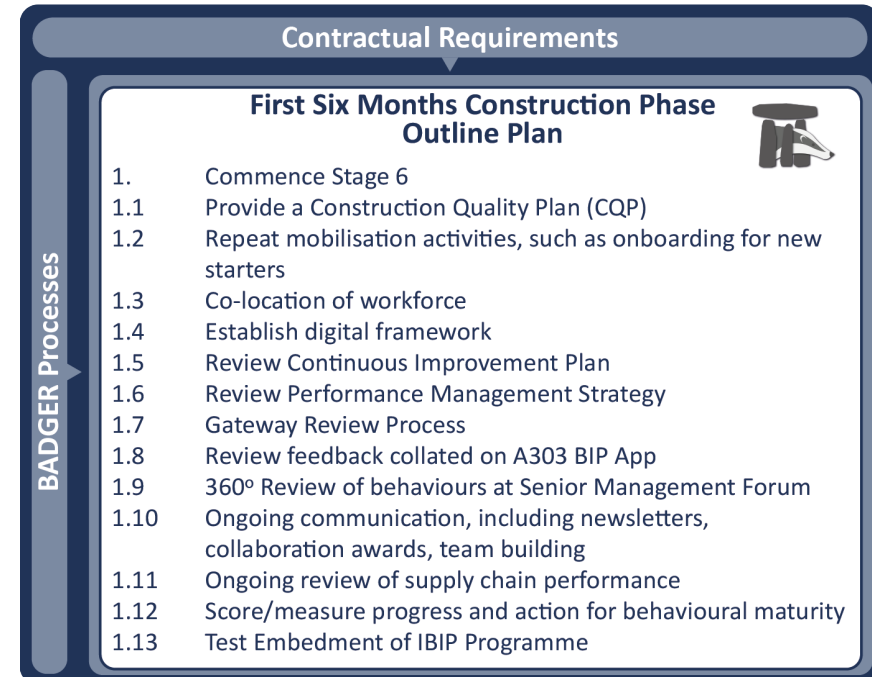 Contractual Requirements
BADGER Processes
First Six Months Construction Phase
Outline Plan
1. Commence Stage 6
1.1 Provide a Construction Quality Plan (CQP)
1.2 Repeat mobilisation activities, such as onboarding for new
starters
1.3 Co-location of workforce
1.4 Establish digital framework
1.5 Review Continuous Improvement Plan
1.6 Review Performance Management Strategy
1.7 Gateway Review Process
1.8 Review feedback collated on A303 BIP App
1.9 360º Review of behaviours at Senior Management Forum
1.10 Ongoing communication, including newsletters,
collaboration awards, team building
1.11 Ongoing review of supply chain performance
1.12 Score/measure progress and action for behavioural maturity
1.13 Test Embedment of IBIP Programme